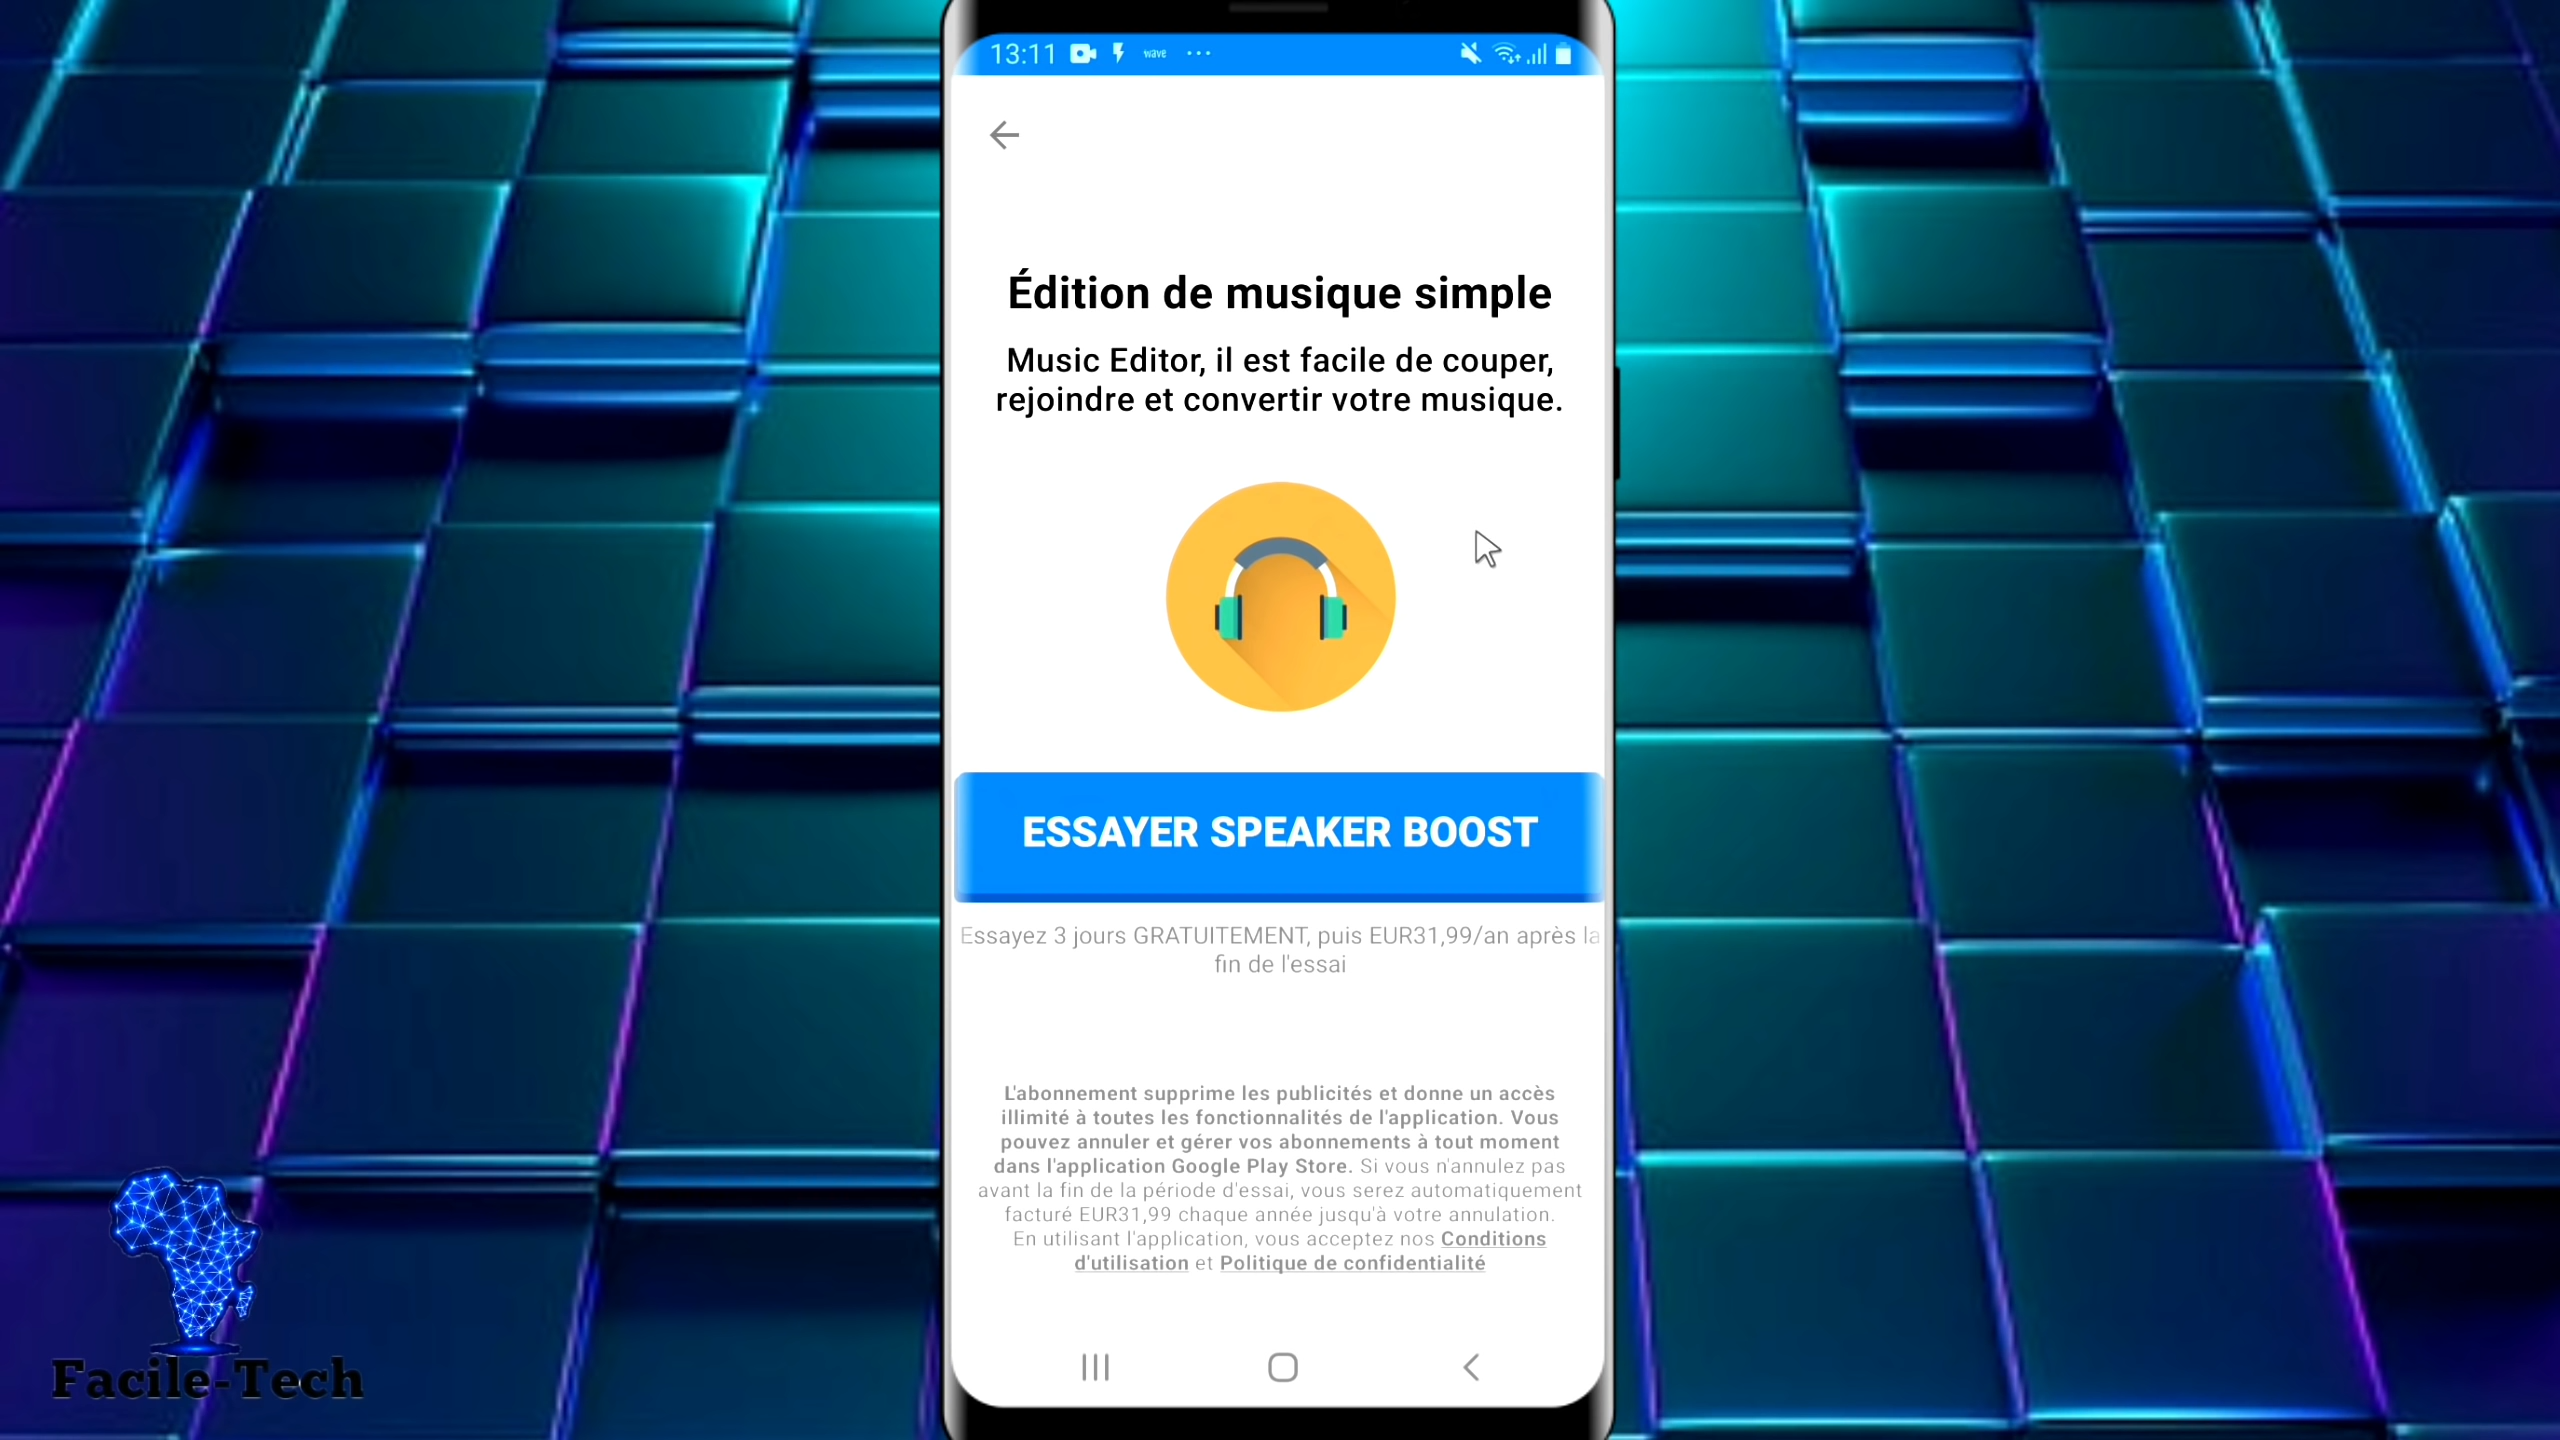 13:11 wave
Édition de musique simple
Music Editor, il est facile de couper,
rejoindre et convertir votre musique.
ESSAYER SPEAKER BOOST
Essayez 3 jours GRATUITEMENT, puis EUR31,99/an après la
fin de l'essai
L'abonnement supprime les publicités et donne un accès
illimité à toutes les fonctionnalités de l'application. Vous
pouvez annuler et gérer vos abonnements à tout moment
dans l'application Google Play Store. Si vous n'annulez pas
avant la fin de la période d'essai, vous serez automatiquement
facturé EUR31,99 chaque année jusqu'à votre annulation.
En utilisant l'application, vous acceptez nos Conditions
d'utilisation et Politique de confidentialité
Facile-Tech